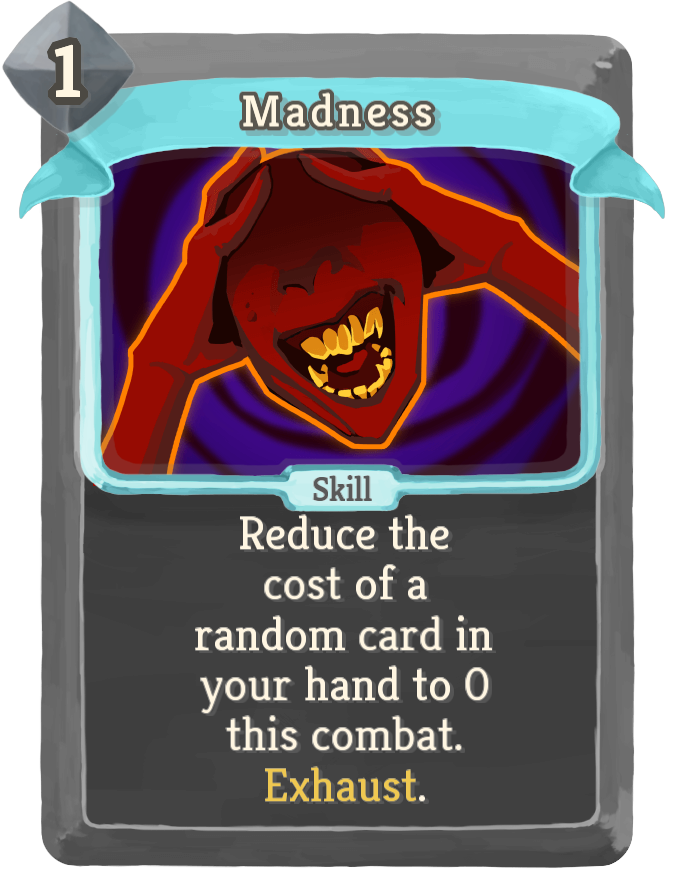 1
Madness
Skill
Reduce the
cost of a
random card in
your hand to 0
this combat.
Exhaust.